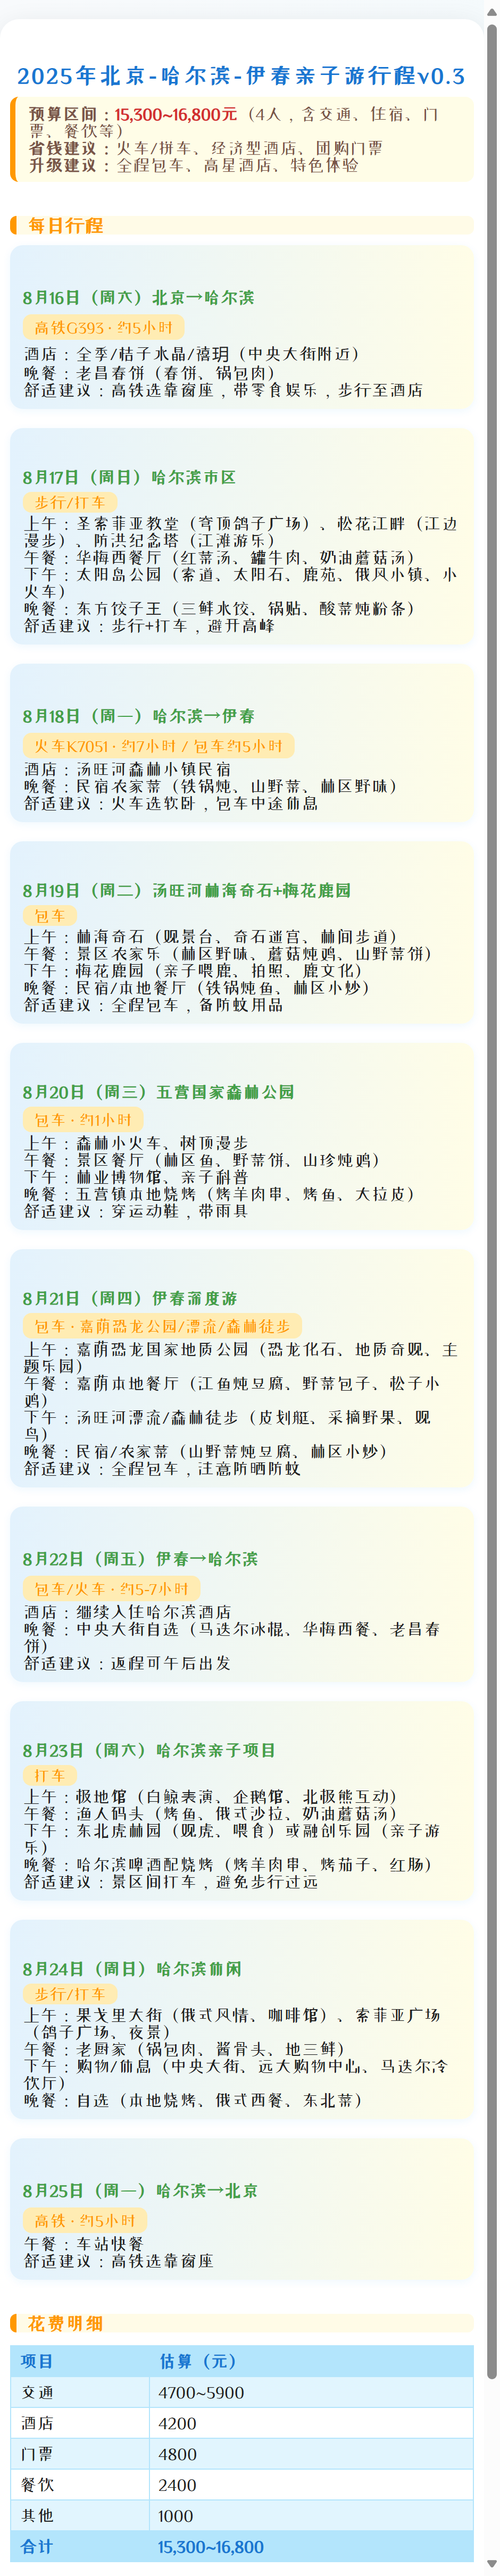 2025年北京-哈尔滨-伊春亲子游行程v0.3
预算区间：15,300~16,800元（4人，含交通、住宿、门
票、餐饮等）
省钱建议：火车/拼车、经济型酒店、团购门票
升级建议：全程包车、高星酒店、特色体验
每日行程
8月16日（周六）北京→哈尔滨
高铁G393 · 约5小时
酒店：全季/桔子水晶/禧玥（中央大街附近）
晚餐：老昌春饼（春饼、锅包肉）
舒适建议：高铁选靠窗座，带零食娱乐，步行至酒店
8月17日（周日）哈尔滨市区
步行/打车
上午：圣索菲亚教堂（穹顶鸽子广场）、松花江畔（江边
漫步）、防洪纪念塔（江滩游乐）
午餐：华梅西餐厅（红菜汤、罐牛肉、奶油蘑菇汤）
下午：太阳岛公园（索道、太阳石、鹿苑、俄风小镇、小
火车）
晚餐：东方饺子王（三鲜水饺、锅贴、酸菜炖粉条）
舒适建议：步行+打车，避开高峰
8月18日（周一）哈尔滨→伊春
火车K7051 · 约7小时 / 包车约5小时
酒店：汤旺河森林小镇民宿
晚餐：民宿农家菜（铁锅炖、山野菜、林区野味）
舒适建议：火车选软卧，包车中途休息
8月19日（周二）汤旺河林海奇石+梅花鹿园
包车
上午：林海奇石（观景台、奇石迷宫、林间步道）
午餐：景区农家乐（林区野味、蘑菇炖鸡、山野菜饼）
下午：梅花鹿园（亲子喂鹿、拍照、鹿文化）
晚餐：民宿/本地餐厅（铁锅炖鱼、林区小炒）
舒适建议：全程包车，备防蚊用品
8月20日（周三）五营国家森林公园
包车 · 约1小时
上午：森林小火车、树顶漫步
午餐：景区餐厅（林区鱼、野菜饼、山珍炖鸡）
下午：林业博物馆、亲子科普
晚餐：五营镇本地烧烤（烤羊肉串、烤鱼、大拉皮）
舒适建议：穿运动鞋，带雨具
8月21日（周四）伊春深度游
包车 · 嘉荫恐龙公园/漂流/森林徒步
上午：嘉荫恐龙国家地质公园（恐龙化石、地质奇观、主
题乐园）
午餐：嘉荫本地餐厅（江鱼炖豆腐、野菜包子、松子小
鸡）
下午：汤旺河漂流/森林徒步（皮划艇、采摘野果、观
鸟）
晚餐：民宿/农家菜（山野菜炖豆腐、林区小炒）
舒适建议：全程包车，注意防晒防蚊
8月22日（周五）伊春→哈尔滨
包车/火车 · 约5-7小时
酒店：继续入住哈尔滨酒店
晚餐：中央大街自选（马迭尔冰棍、华梅西餐、老昌春
饼）
舒适建议：返程可午后出发
8月23日（周六）哈尔滨亲子项目
打车
上午：极地馆（白鲸表演、企鹅馆、北极熊互动）
午餐：渔人码头（烤鱼、俄式沙拉、奶油蘑菇汤）
下午：东北虎林园（观虎、喂食）或融创乐园（亲子游
乐）
晚餐：哈尔滨啤酒配烧烤（烤羊肉串、烤茄子、红肠）
舒适建议：景区间打车，避免步行过远
8月24日（周日）哈尔滨休闲
步行/打车
上午：果戈里大街（俄式风情、咖啡馆）、索菲亚广场
（鸽子广场、夜景）
午餐：老厨家（锅包肉、酱骨头、地三鲜）
下午：购物/休息（中央大街、远大购物中心、马迭尔冷
饮厅）
晚餐：自选（本地烧烤、俄式西餐、东北菜）
8月25日（周一）哈尔滨→北京
高铁 · 约5小时
午餐：车站快餐
舒适建议：高铁选靠窗座
花费明细
项目 估算（元）
交通 4700~5900
酒店 4200
门票 4800
餐饮 2400
其他 1000
合计 15,300~16,800